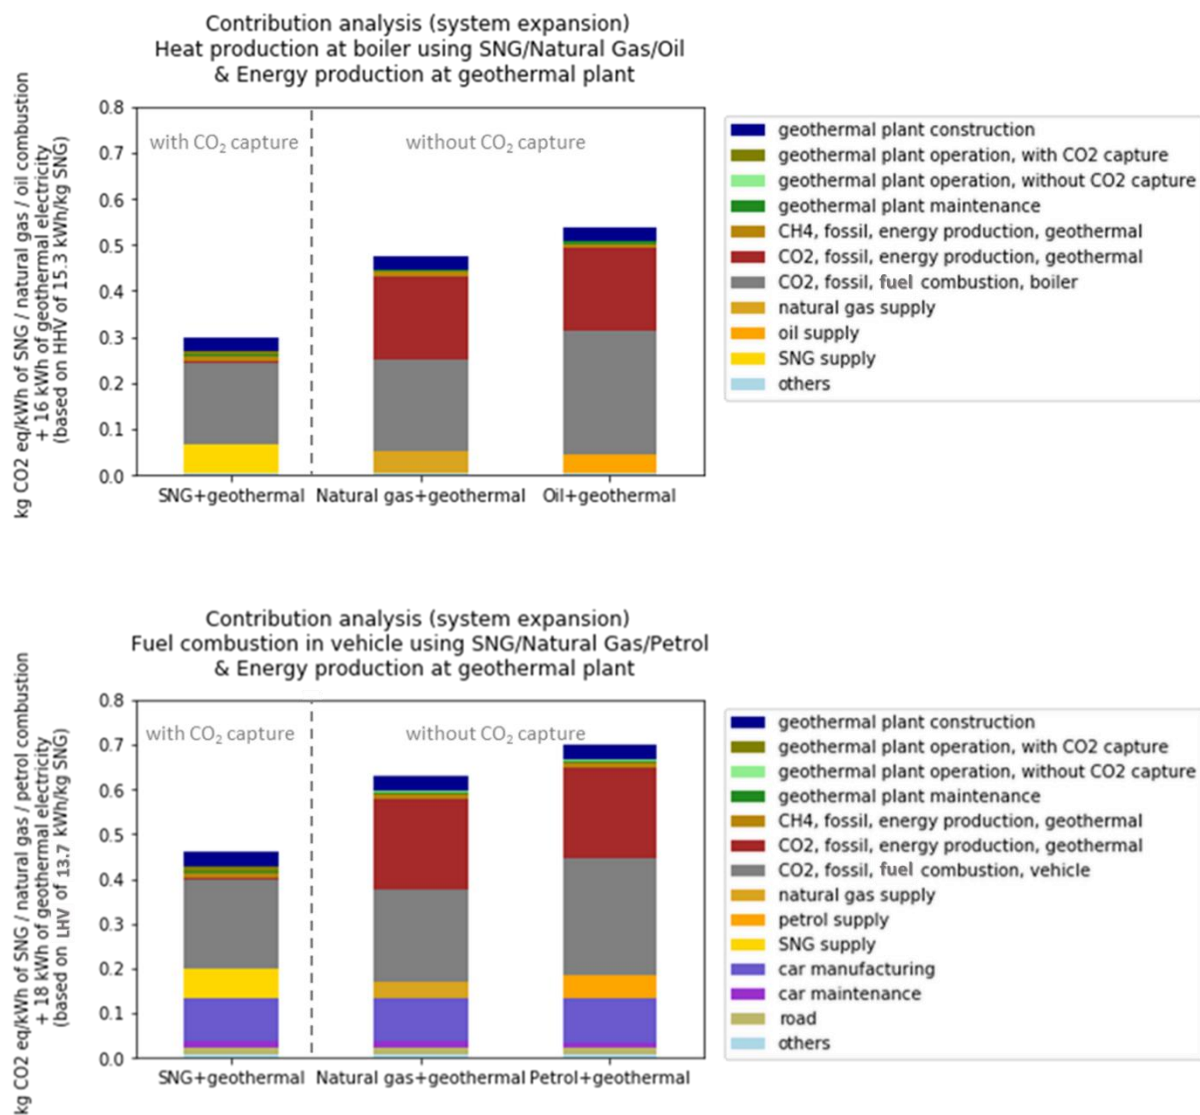 Contribution analysis (system expansion)
Heat production at boiler using SNG/Natural Gas/Oil
& Energy production at geothermal plant
kg CO2 eq/kWh of SNG / natural gas / oil combustion
+ 16 kWh of geothermal electricity
(based on HHV of 15.3 kWh/kg SNG)
0.8
0.7
0.6
0.5
0.4
0.3
0.2
0.1
0.0
with CO₂ capture
without CO₂ capture
SNG+geothermal
Natural gas+geothermal
Oil+geothermal
geothermal plant construction
geothermal plant operation, with CO2 capture
geothermal plant operation, without CO2 capture
geothermal plant maintenance
CH4, fossil, energy production, geothermal
CO2, fossil, energy production, geothermal
CO2, fossil, fuel combustion, boiler
natural gas supply
oil supply
SNG supply
others
Contribution analysis (system expansion)
Fuel combustion in vehicle using SNG/Natural Gas/Petrol
& Energy production at geothermal plant
kg CO2 eq/kWh of SNG / natural gas / petrol combustion
+ 18 kWh of geothermal electricity
(based on LHV of 13.7 kWh/kg SNG)
0.8
0.7
0.6
0.5
0.4
0.3
0.2
0.1
0.0
with CO₂ capture
without CO₂ capture
SNG+geothermal
Natural gas+geothermal
Petrol+geothermal
geothermal plant construction
geothermal plant operation, with CO2 capture
geothermal plant operation, without CO2 capture
geothermal plant maintenance
CH4, fossil, energy production, geothermal
CO2, fossil, energy production, geothermal
CO2, fossil, fuel combustion, vehicle
natural gas supply
petrol supply
SNG supply
car manufacturing
car maintenance
road
others